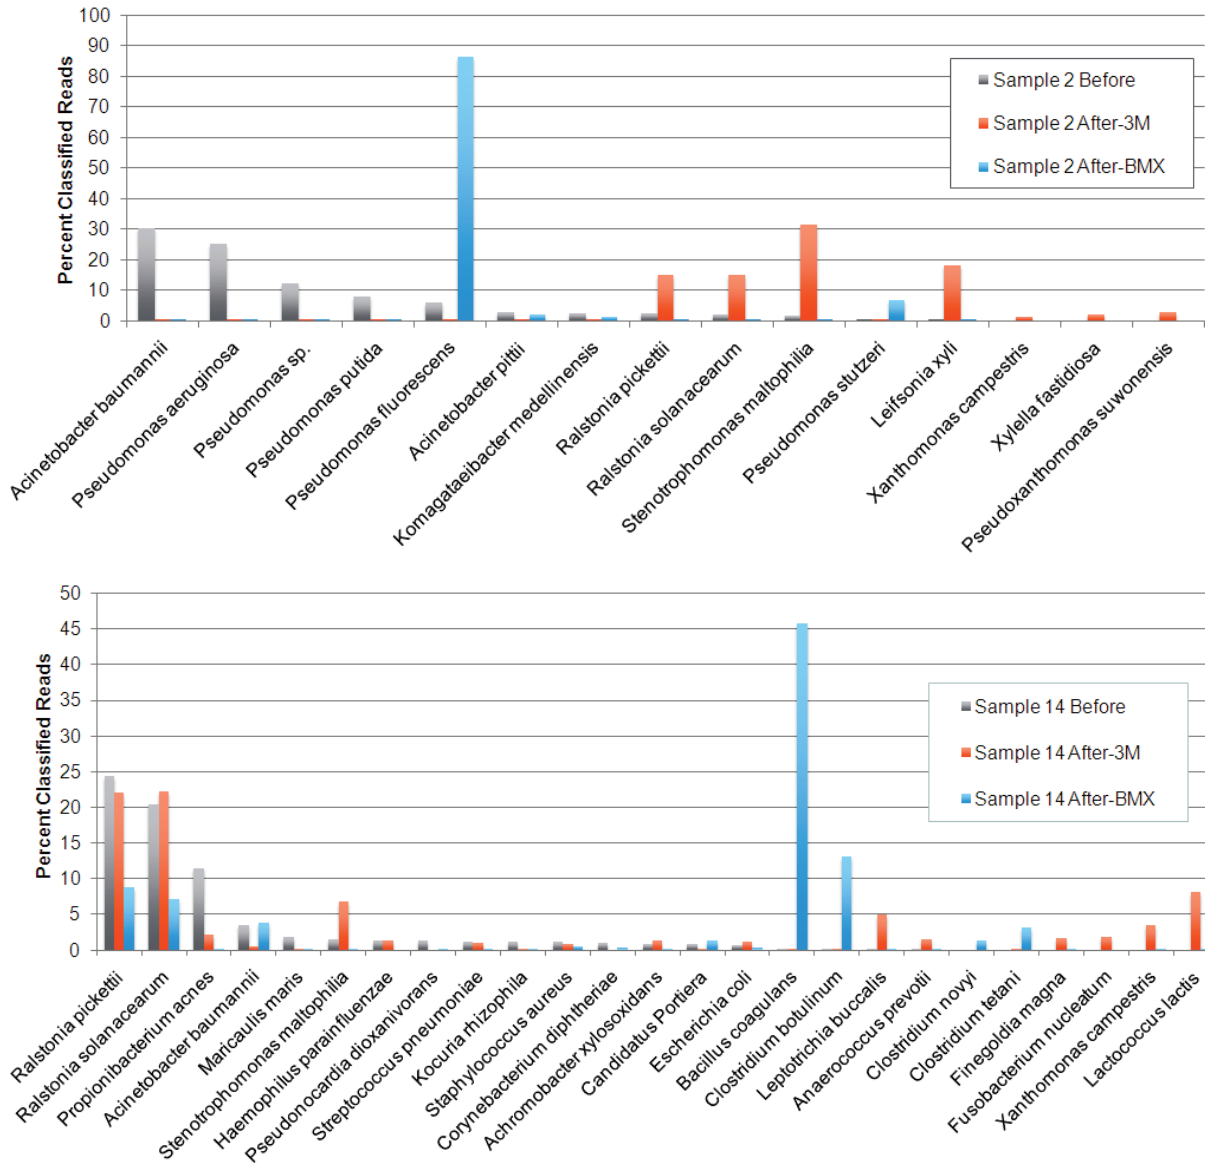 100
90
80
70
60
50
40
30
20
10
0
Percent Classified Reads
Sample 2 Before
Sample 2 After-3M
Sample 2 After-BMX
Acinetobacter baumannii
Pseudomonas aeruginosa
Pseudomonas sp.
Pseudomonas putida
Pseudomonas fluorescens
Acinetobacter pittii
Komagataeibacter medellinensis
Ralstonia pickettii
Ralstonia solanacearum
Stenotrophomonas maltophilia
Pseudomonas stutzeri
Leifsonia xyli
Xanthomonas campestris
Xylella fastidiosa
Pseudoxanthomonas suwonensis
50
45
40
35
30
25
20
15
10
5
0
Percent Classified Reads
Sample 14 Before
Sample 14 After-3M
Sample 14 After-BMX
Ralstonia pickettii
Ralstonia solanacearum
Propionibacterium acnes
Acinetobacter baumannii
Maricaulis maris
Stenotrophomonas maltophilia
Haemophilus parainfluenzae
Pseudonocardia dioxanivorans
Streptococcus pneumoniae
Kocuria rhizophila
Staphylococcus aureus
Corynebacterium diphtheriae
Achromobacter xylosoxidans
Candidatus Portiera
Escherichia coli
Bacillus coagulans
Clostridium botulinum
Leptotrichia buccalis
Anaerococcus prevotii
Clostridium novyi
Clostridium tetani
Finegoldia magna
Fusobacterium nucleatum
Xanthomonas campestris
Lactococcus lactis